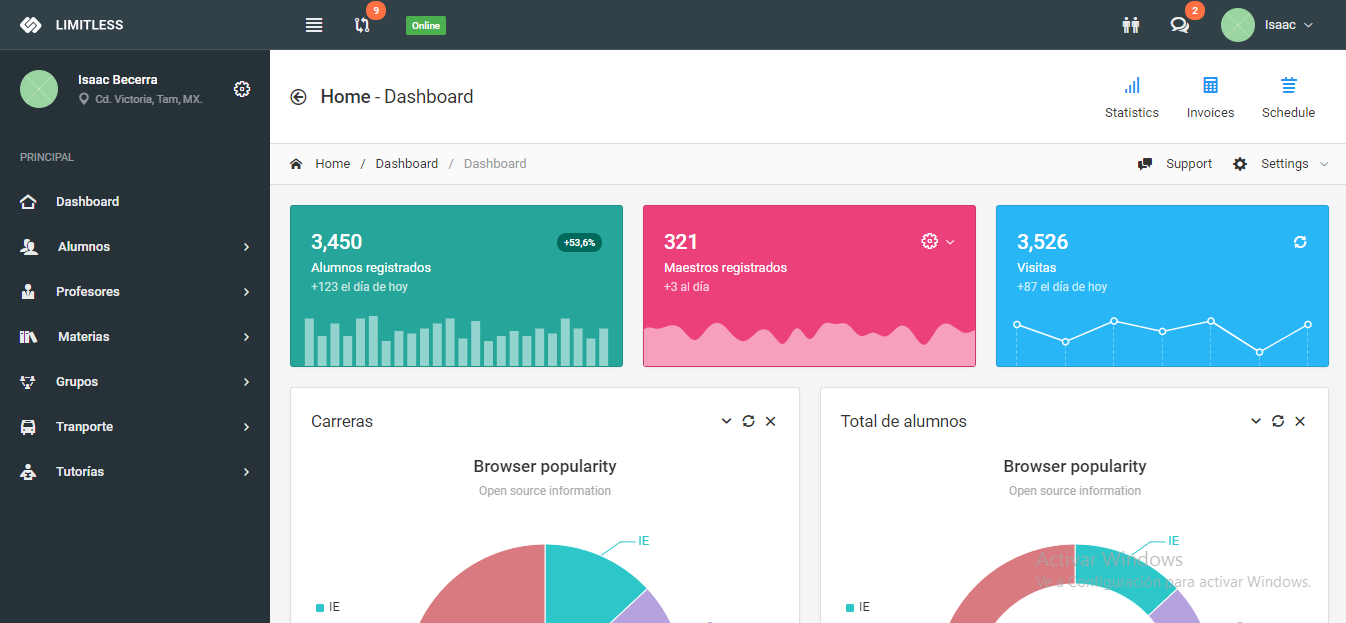 LIMITLESS
9
Online
2
Isaac
Isaac Becerra
Cd. Victoria, Tam, MX.
PRINCIPAL
Dashboard
Alumnos
Profesores
Materias
Grupos
Tranporte
Tutorías
Home - Dashboard
Statistics
Invoices
Schedule
Home / Dashboard / Dashboard
Support
Settings
3,450
+53,6%
Alumnos registrados
+123 el día de hoy
321
Maestros registrados
+3 al día
3,526
Visitas
+87 el día de hoy
Carreras
Browser popularity
Open source information
IE
IE
Total de alumnos
Browser popularity
Open source information
IE
IE
Activar Windows
Ve a Configuración para activar Windows.